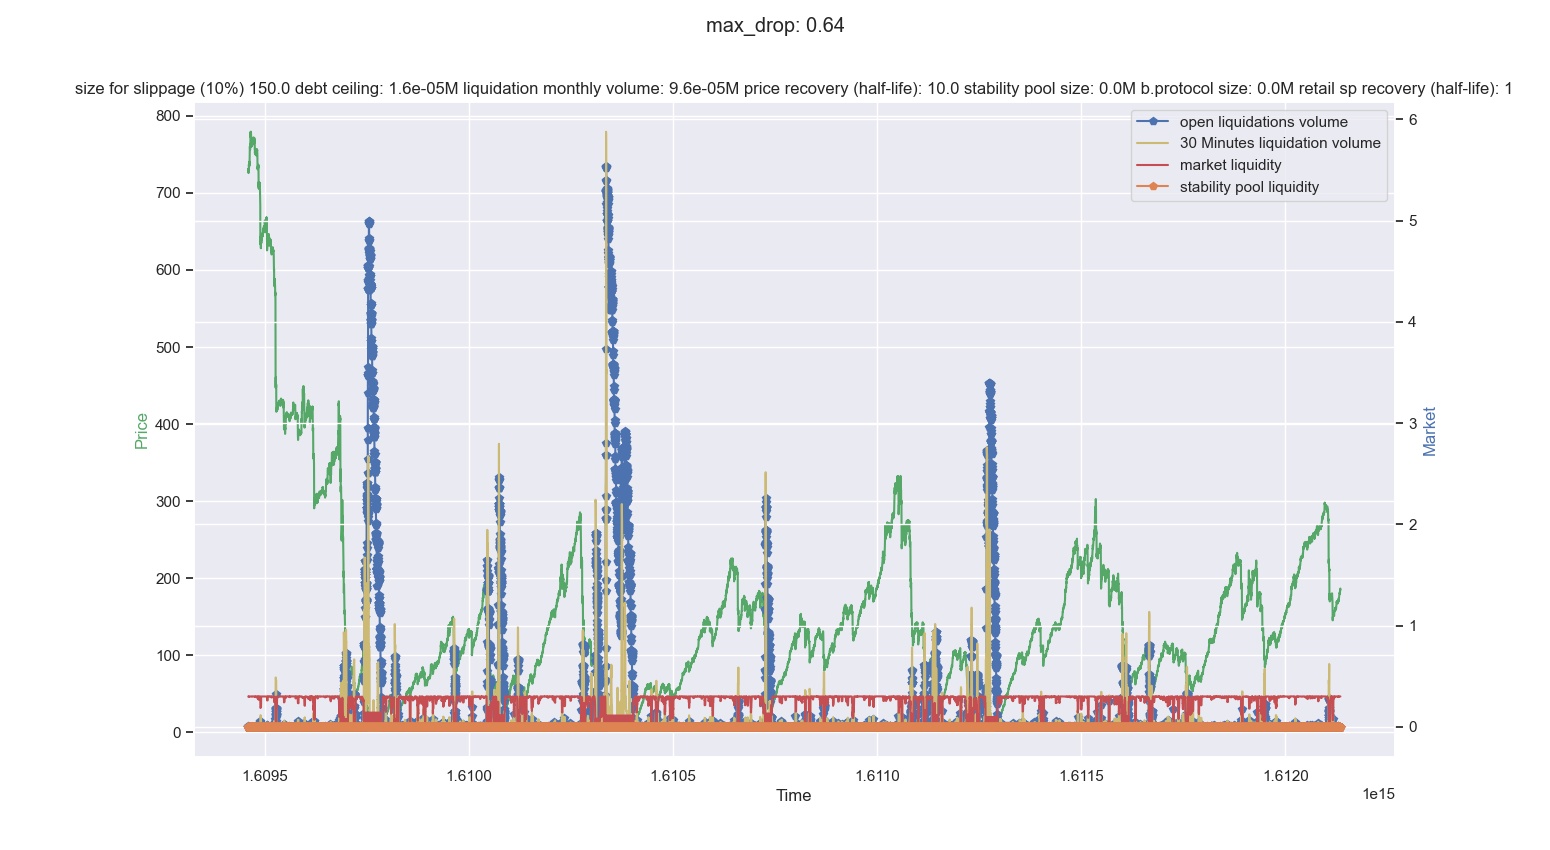 max_drop: 0.64
size for slippage (10%) 150.0 debt ceiling: 1.6e-05M liquidation monthly volume: 9.6e-05M price recovery (half-life): 10.0 stability pool size: 0.0M b.protocol size: 0.0M retail sp recovery (half-life): 1
open liquidations volume
30 Minutes liquidation volume
market liquidity
stability pool liquidity
Price
800
700
600
500
400
300
200
100
0
6
5
4
3
2
1
0
Market
1.6095 1.6100 1.6105 1.6110 1.6115 1.6120
1e15
Time